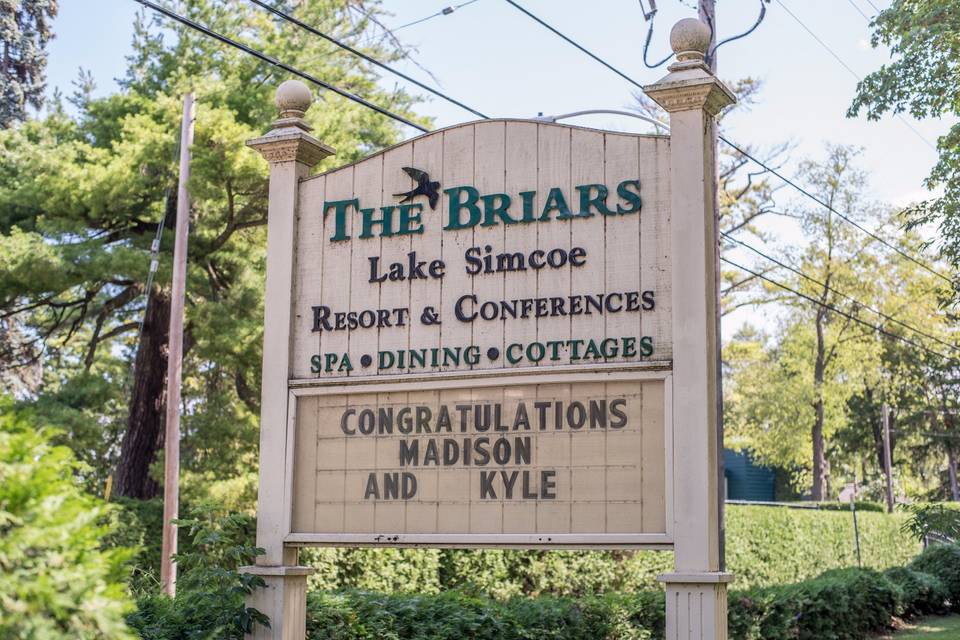 THE BRIARS
Lake Simcoe
RESORT & CONFERENCES
SPA • DINING • COTTAGES
CONGRATULATIONS
MADISON
AND KYLE